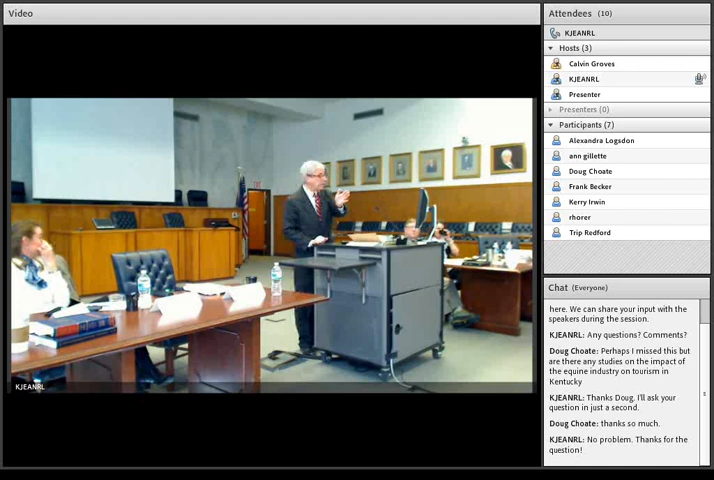 Video
KJEANRL
Attendees (10)
KJEANRL
Hosts (3)
Calvin Groves
KJEANRL
Presenter
Presenters (0)
Participants (7)
Alexandra Logsdon
ann gillette
Doug Choate
Frank Becker
Kerry Irwin
rhorer
Trip Redford
Chat (Everyone)
here. We can share your input with the
speakers during the session.
KJEANRL: Any questions? Comments?
Doug Choate: Perhaps I missed this but
are there any studies on the impact of
the equine industry on tourism in
Kentucky
KJEANRL: Thanks Doug. I'll ask your
question in just a second.
Doug Choate: thanks so much.
KJEANRL: No problem. Thanks for the
question!